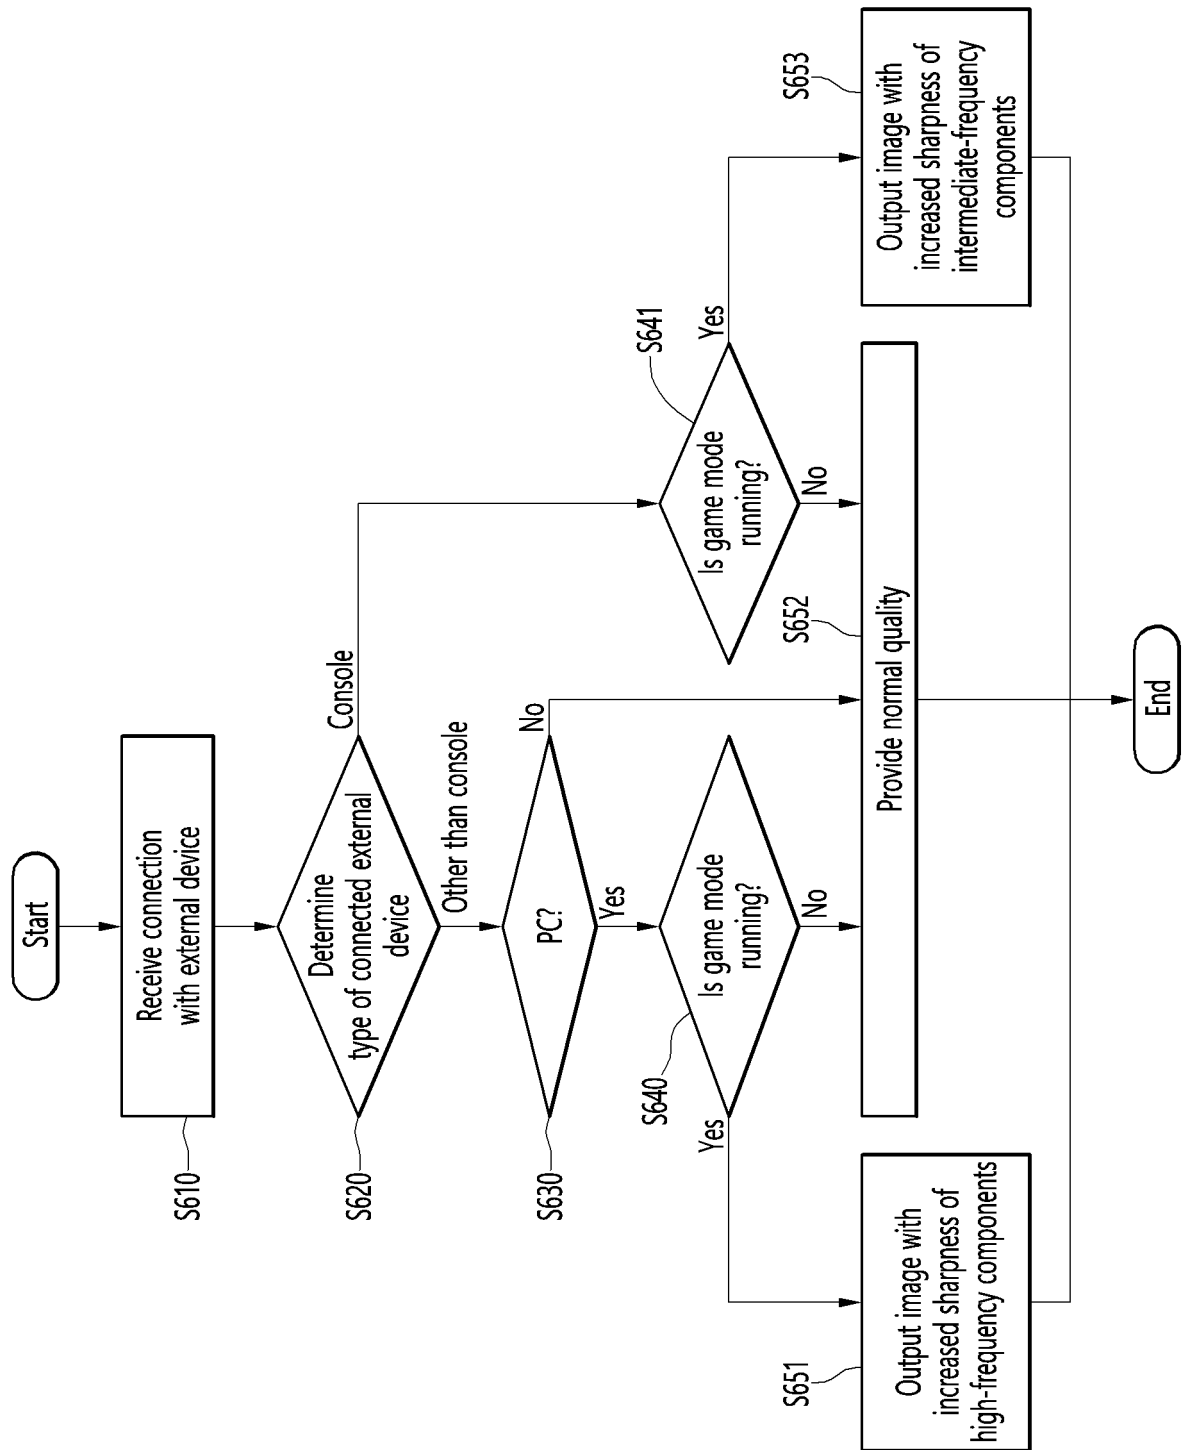 Start
Receive connection
with external device
S610
Determine
type of connected external
device
S620
Console
Other than console
PC?
S630
No
Yes
Is game mode
running?
S640
Yes
No
Is game mode
running?
S641
Yes
No
Output image with
increased sharpness of
high-frequency components
S651
Provide normal quality
S652
Output image with
increased sharpness of
intermediate-frequency
components
S653
End